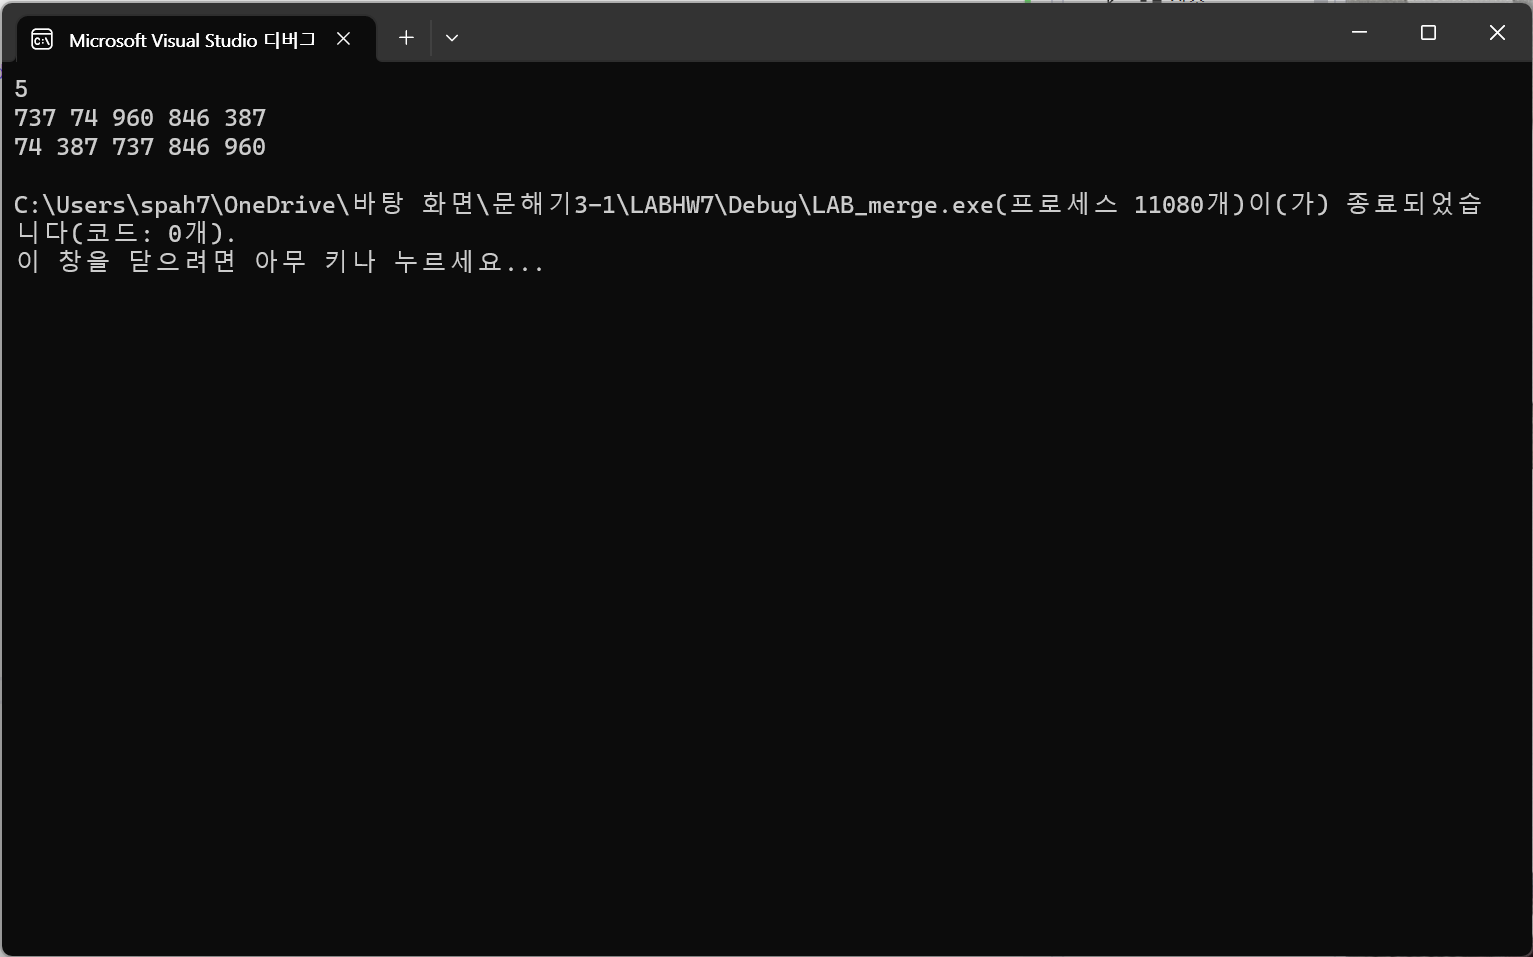 Microsoft Visual Studio 디버그
5
737 74 960 846 387
74 387 737 846 960
C:\Users\spah7\OneDrive\바탕 화면\문해기3-1\LABHW7\Debug\LAB_merge.exe(프로세스 11080개)이(가) 종료되었습
니다(코드: 0개).
이 창을 닫으려면 아무 키나 누르세요...